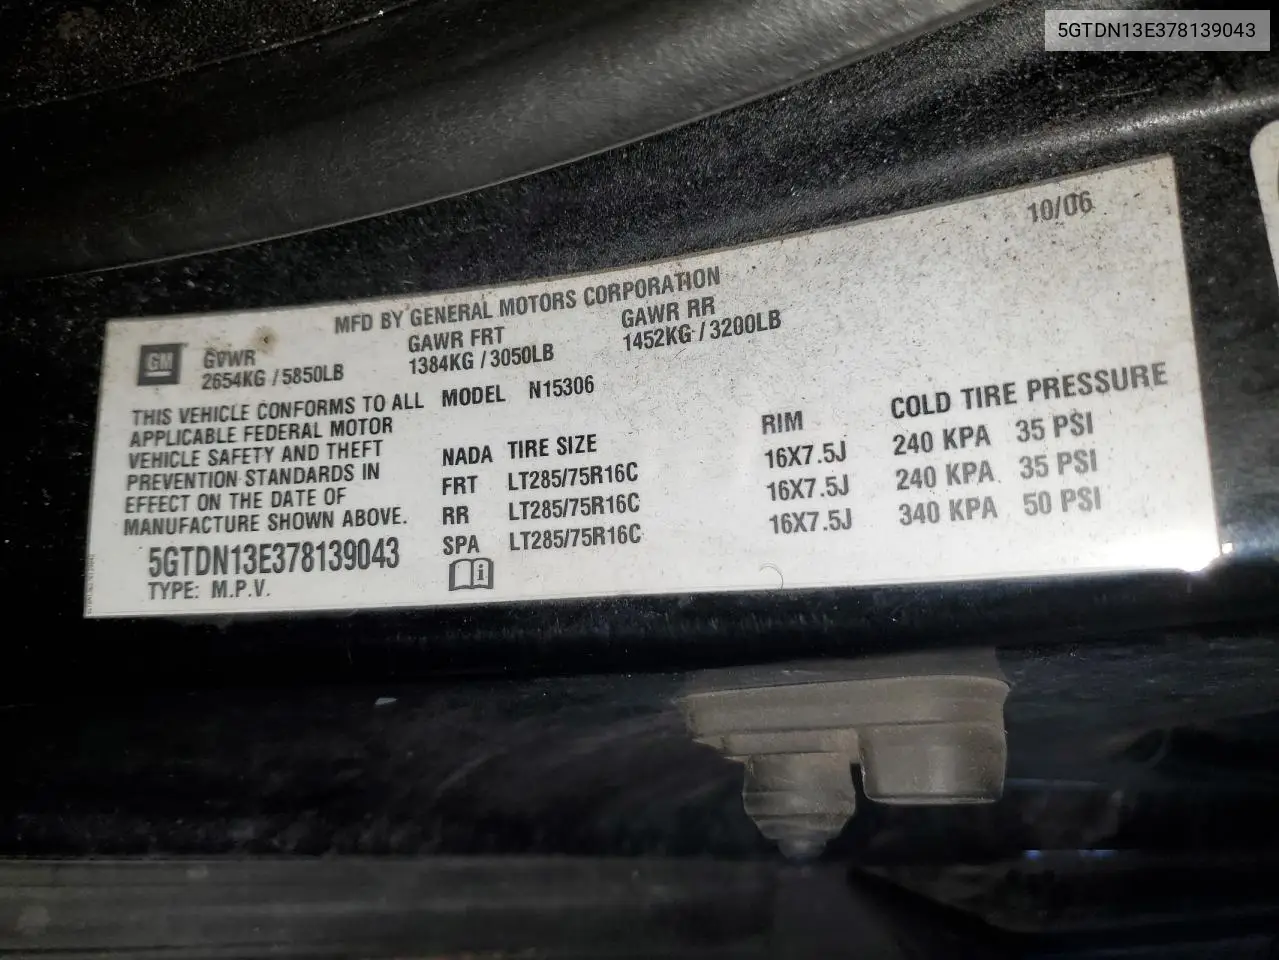 5GTDN13E378139043
10/06
MFD BY GENERAL MOTORS CORPORATION
GM
GVWR GAWR FRT GAWR RR
2654KG / 5850LB 1384KG / 3050LB 1452KG / 3200LB
THIS VEHICLE CONFORMS TO ALL
APPLICABLE FEDERAL MOTOR
VEHICLE SAFETY AND THEFT
PREVENTION STANDARDS IN
EFFECT ON THE DATE OF
MANUFACTURE SHOWN ABOVE.
5GTDN13E378139043
TYPE: M.P.V.
MODEL N15306
NADA TIRE SIZE RIM COLD TIRE PRESSURE
FRT LT285/75R16C 16X7.5J 240 KPA 35 PSI
RR LT285/75R16C 16X7.5J 240 KPA 35 PSI
SPA LT285/75R16C 16X7.5J 340 KPA 50 PSI